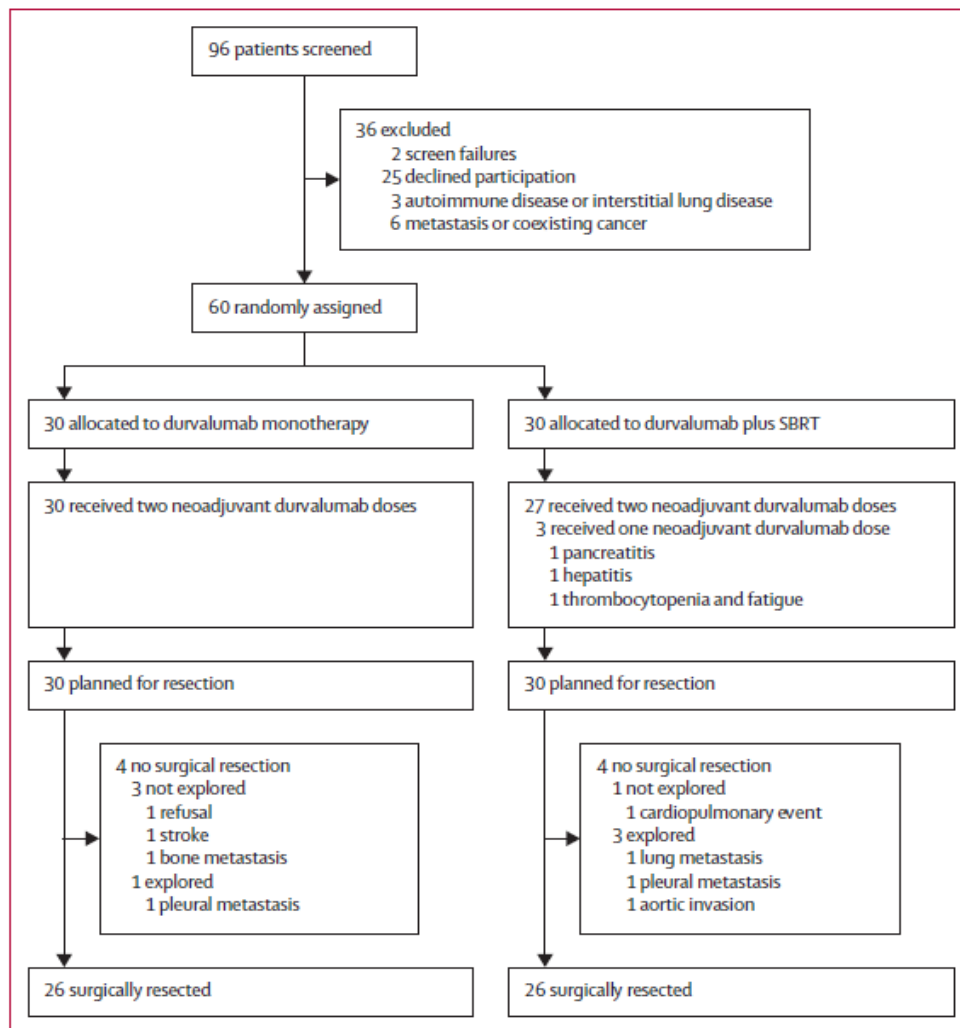 96 patients screened
36 excluded
2 screen failures
25 declined participation
3 autoimmune disease or interstitial lung disease
6 metastasis or coexisting cancer
60 randomly assigned
30 allocated to durvalumab monotherapy
30 allocated to durvalumab plus SBRT
30 received two neoadjuvant durvalumab doses
27 received two neoadjuvant durvalumab doses
3 received one neoadjuvant durvalumab dose
1 pancreatitis
1 hepatitis
1 thrombocytopenia and fatigue
30 planned for resection
30 planned for resection
4 no surgical resection
3 not explored
1 refusal
1 stroke
1 bone metastasis
1 explored
1 pleural metastasis
4 no surgical resection
1 not explored
1 cardiopulmonary event
3 explored
1 lung metastasis
1 pleural metastasis
1 aortic invasion
26 surgically resected
26 surgically resected